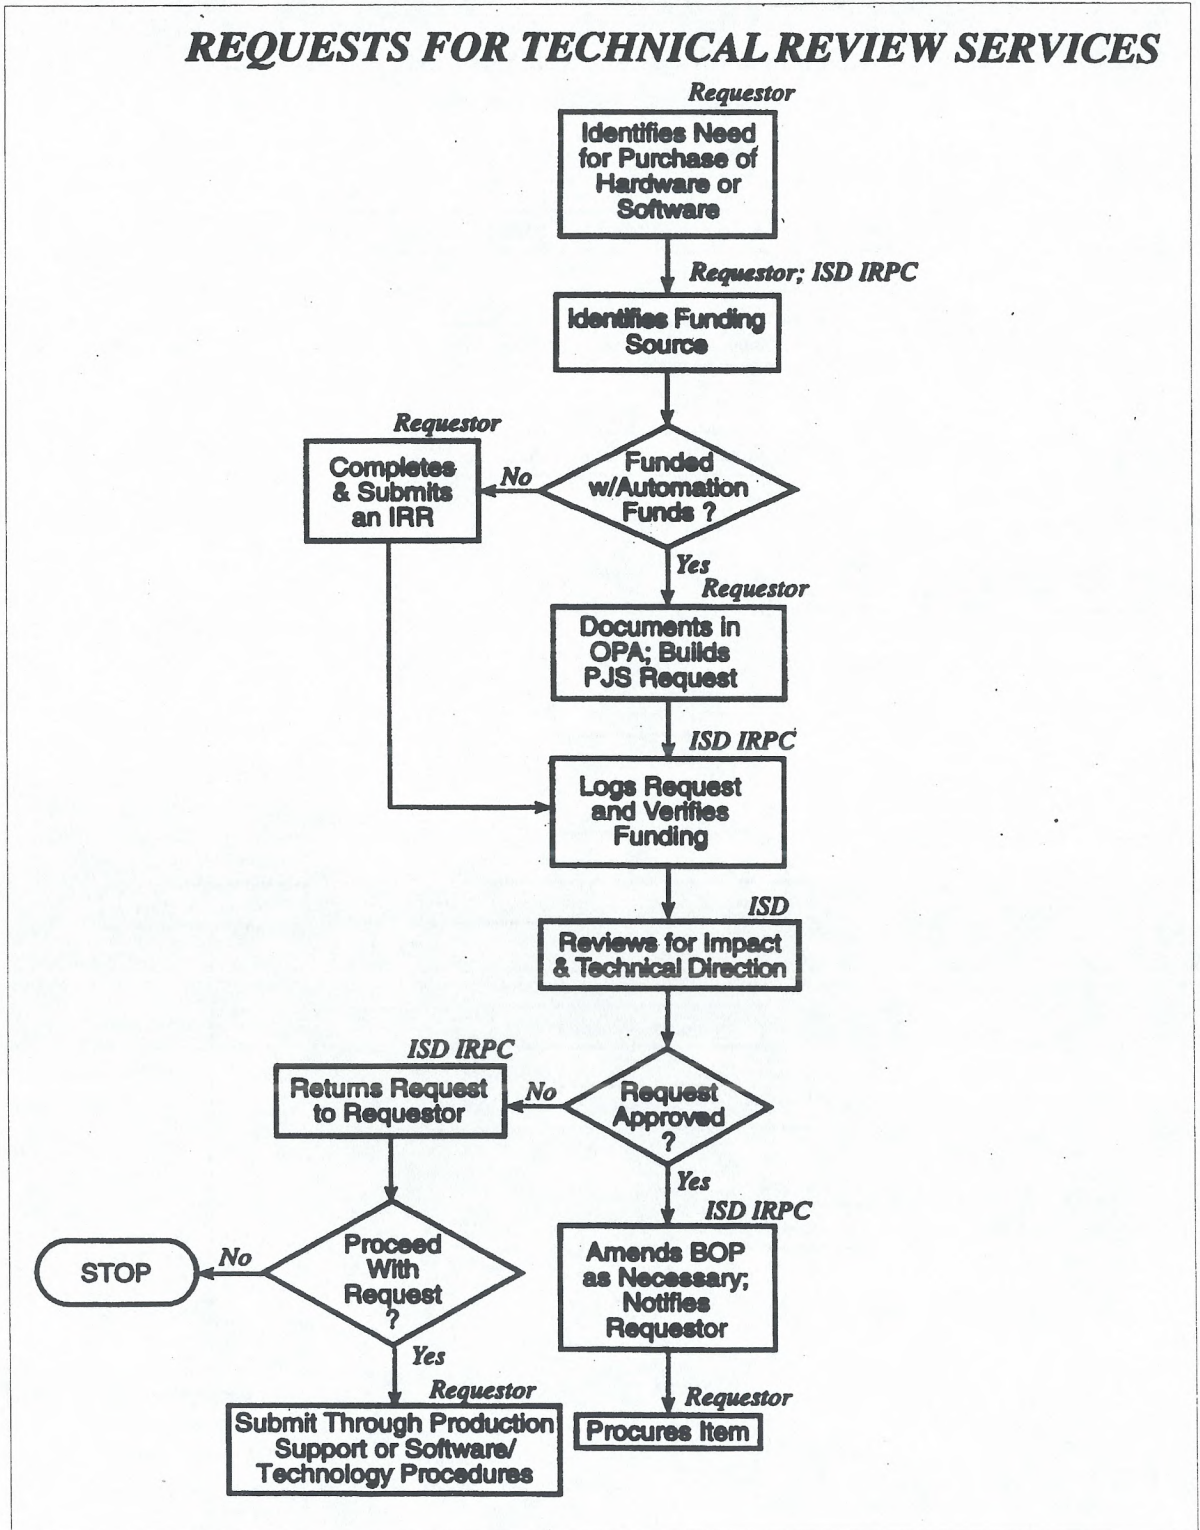 REQUESTS FOR TECHNICAL REVIEW SERVICES
Requestor
Identifies Need
for Purchase of
Hardware or
Software
Requestor; ISD IRPC
Identifies Funding
Source
Requestor
Completes
& Submits
an IRR
No
Funded
w/Automation
Funds ?
Yes
Requestor
Documents in
OPA; Builds
PJS Request
ISD IRPC
Logs Request
and Verifies
Funding
ISD
Reviews for Impact
& Technical Direction
ISD IRPC
Returns Request
to Requestor
No
Request
Approved
?
Yes
ISD IRPC
Amends BOP
as Necessary;
Notifies
Requestor
STOP
No
Proceed
With
Request
?
Yes
Requestor
Submit Through Production
Support or Software/
Technology Procedures
Requestor
Procures Item